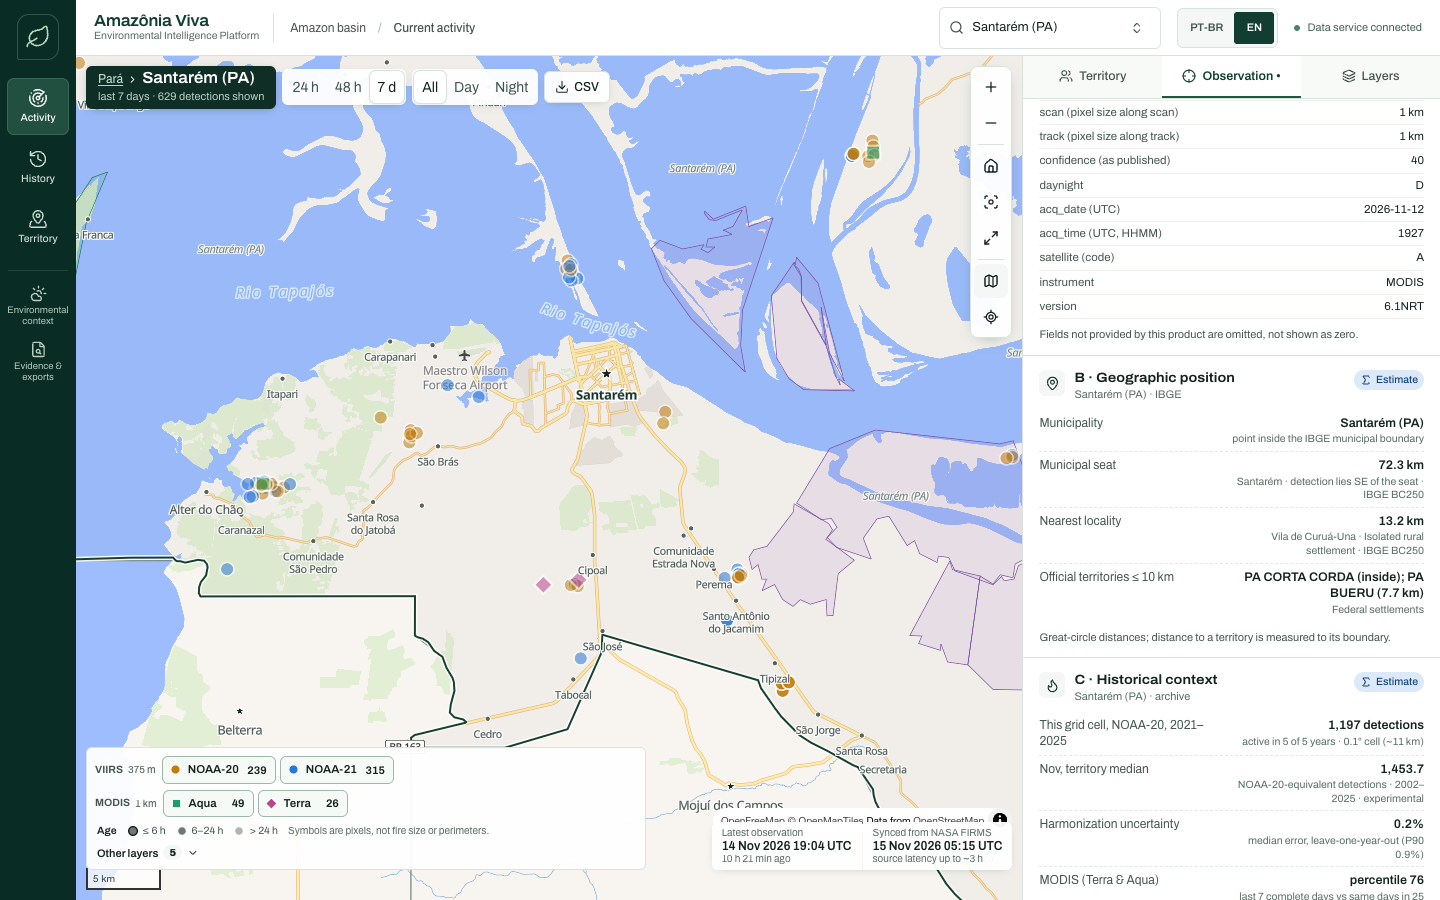 Amazônia Viva
Environmental Intelligence Platform
Amazon basin / Current activity
Santarém (PA)
PT-BR EN
Data service connected
Activity
History
Territory
Environmental
context
Evidence &
exports
Pará › Santarém (PA)
last 7 days · 629 detections shown
24 h 48 h 7 d
All Day Night
CSV
Santarém (PA)
Santarém (PA)
a Franca
Rio Tapajós
Rio Tapajós
Carapanari
Maestro Wilson
Fonseca Airport
Itapari
Santarém
São Brás
Santarém (PA)
Alter do Chão
Caranazal
Santa Rosa
do Jatobá
Comunidade
São Pedro
Comunidade
Estrada Nova
Cipoal
Perema
Santo Antônio
do Jacamim
São José
Tipizal
Tabocal
Belterra
Cedro
São Jorge
Santa Rosa
Secretaria
BR 163
Mojuí dos Campos
VIIRS 375 m NOAA-20 239 NOAA-21 315
MODIS 1 km Aqua 49 Terra 26
Age ≤ 6 h 6–24 h > 24 h Symbols are pixels, not fire size or perimeters.
Other layers 5
5 km
OpenFreeMap © OpenMapTiles Data from OpenStreetMap
Latest observation
14 Nov 2026 19:04 UTC
10 h 21 min ago
Synced from NASA FIRMS
15 Nov 2026 05:15 UTC
source latency up to ~3 h
Territory Observation • Layers
scan (pixel size along scan) 1 km
track (pixel size along track) 1 km
confidence (as published) 40
daynight D
acq_date (UTC) 2026-11-12
acq_time (UTC, HHMM) 1927
satellite (code) A
instrument MODIS
version 6.1NRT
Fields not provided by this product are omitted, not shown as zero.
B · Geographic position
Santarém (PA) · IBGE
Estimate
Municipality Santarém (PA)
point inside the IBGE municipal boundary
Municipal seat 72.3 km
Santarém · detection lies SE of the seat ·
IBGE BC250
Nearest locality 13.2 km
Vila de Curuá-Una · Isolated rural
settlement · IBGE BC250
Official territories ≤ 10 km PA CORTA CORDA (inside); PA
BUERU (7.7 km)
Federal settlements
Great-circle distances; distance to a territory is measured to its boundary.
C · Historical context
Santarém (PA) · archive
Estimate
This grid cell, NOAA-20, 2021–
2025
1,197 detections
active in 5 of 5 years · 0.1° cell (~11 km)
Nov, territory median 1,453.7
NOAA-20-equivalent detections · 2002–
2025 · experimental
Harmonization uncertainty 0.2%
median error, leave-one-year-out (P90
0.9%)
MODIS (Terra & Aqua) percentile 76
last 7 complete days vs same days in 25